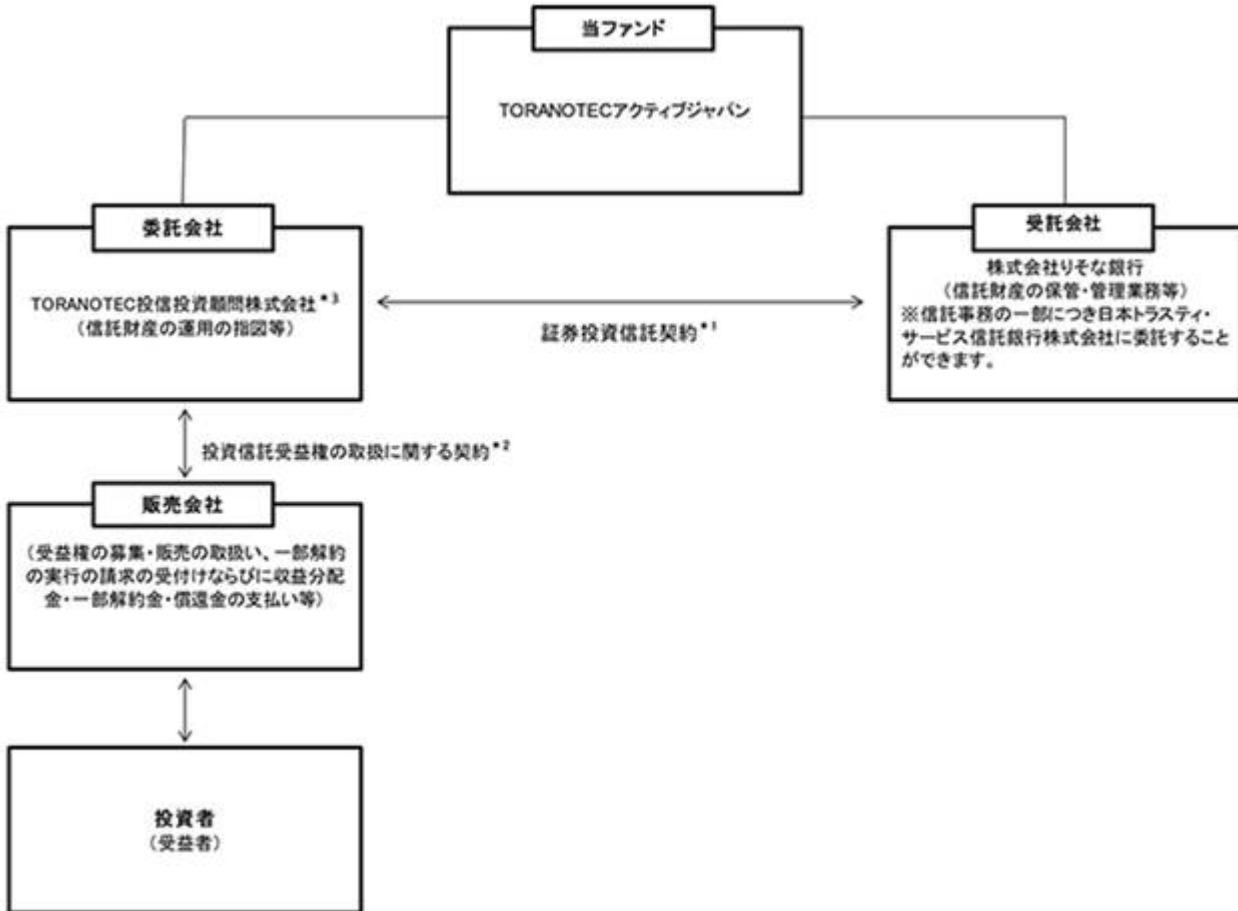 当ファンド
TORANOTECアクティブジャパン
委託会社
TORANOTEC投信投資顧問株式会社*3
（信託財産の運用の指図等）
証券投資信託契約*1
受託会社
株式会社りそな銀行
（信託財産の保管・管理業務等）
※信託事務の一部につき日本トラスティ・
サービス信託銀行株式会社に委託すること
ができます。
投資信託受益権の取扱に関する契約*2
販売会社
（受益権の募集・販売の取扱い、一部解約
の実行の請求の受付けならびに収益分配
金・一部解約金・償還金の支払い等）
投資者
（受益者）